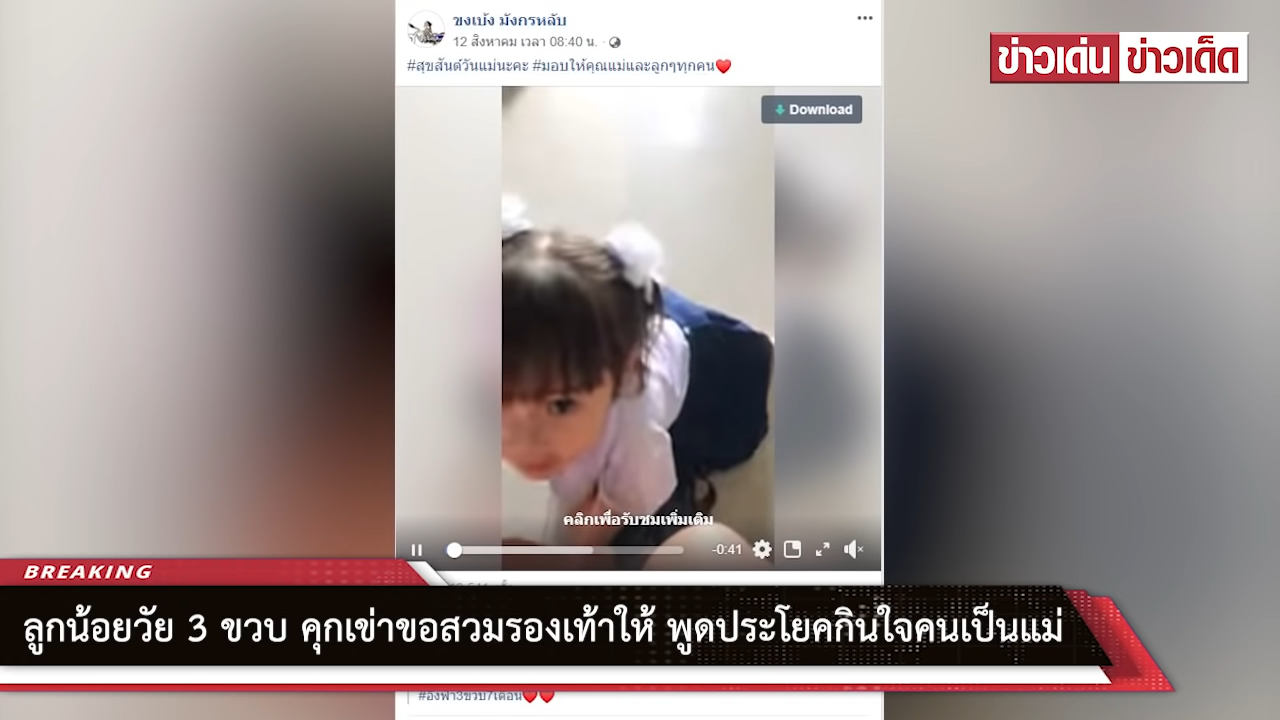 ชงเบ้ง มังกรหลับ
12 สิงหาคม เวลา 08:40 น. ·
#สุขสันต์วันแม่นะคะ #มอบให้คุณแม่และลูกๆทุกคน❤️
ข่าวเด่น ข่าวเด็ด
Download
คลิกเพื่อรับชมเพิ่มเติม
-0:41
BREAKING
ลูกน้อยวัย 3 ขวบ คุกเข่าขอสวมรองเท้าให้ พูดประโยคกินใจคนเป็นแม่
#องฟ้า3ขวบ7เดือน❤️❤️